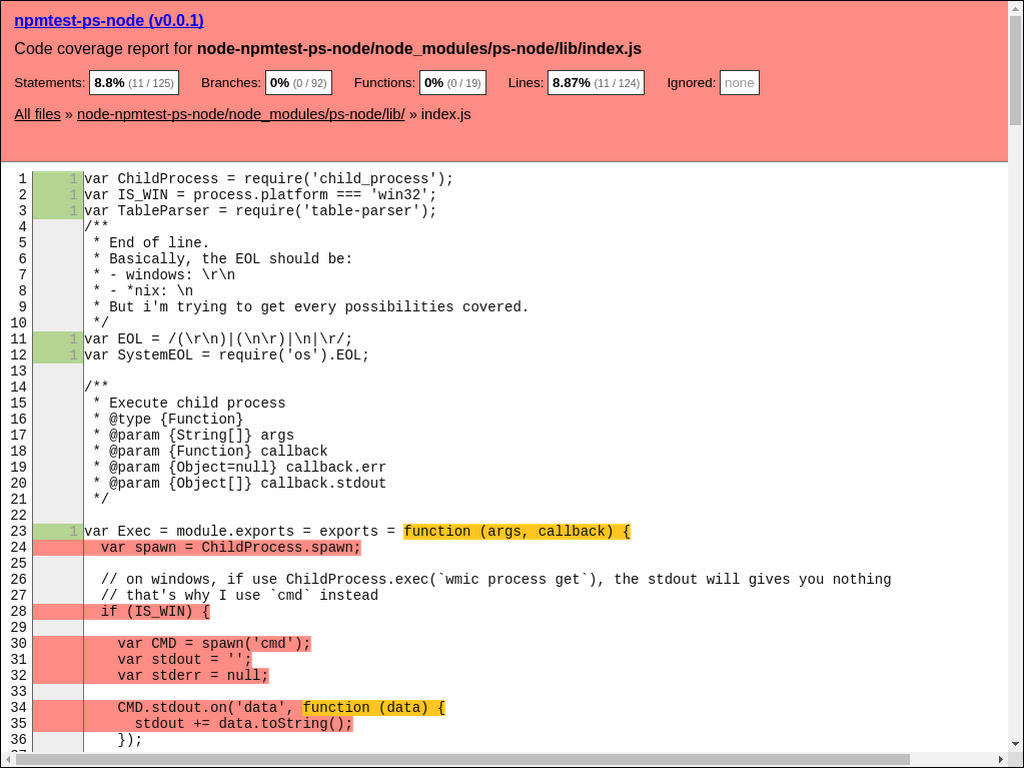 npmtest-ps-node (v0.0.1)
Code coverage report for node-npmtest-ps-node/node_modules/ps-node/lib/index.js
Statements: 8.8% (11 / 125) Branches: 0% (0 / 92) Functions: 0% (0 / 19) Lines: 8.87% (11 / 124) Ignored: none
All files » node-npmtest-ps-node/node_modules/ps-node/lib/ » index.js
1 1 var ChildProcess = require('child_process');
2 1 var IS_WIN = process.platform === 'win32';
3 1 var TableParser = require('table-parser');
4 /**
5 * End of line.
6 * Basically, the EOL should be:
7 * - windows: \r\n
8 * - *nix: \n
9 * But i'm trying to get every possibilities covered.
10 */
11 1 var EOL = /(\r\n)|(\n\r)|\n|\r/;
12 1 var SystemEOL = require('os').EOL;
13
14 /**
15 * Execute child process
16 * @type {Function}
17 * @param {String[]} args
18 * @param {Function} callback
19 * @param {Object=null} callback.err
20 * @param {Object[]} callback.stdout
21 */
22
23 1 var Exec = module.exports = exports = function (args, callback) {
24 var spawn = ChildProcess.spawn;
25
26 // on windows, if use ChildProcess.exec(`wmic process get`), the stdout will gives you nothing
27 // that's why I use `cmd` instead
28 if (IS_WIN) {
29
30 var CMD = spawn('cmd');
31 var stdout = '';
32 var stderr = null;
33
34 CMD.stdout.on('data', function (data) {
35 stdout += data.toString();
36 });